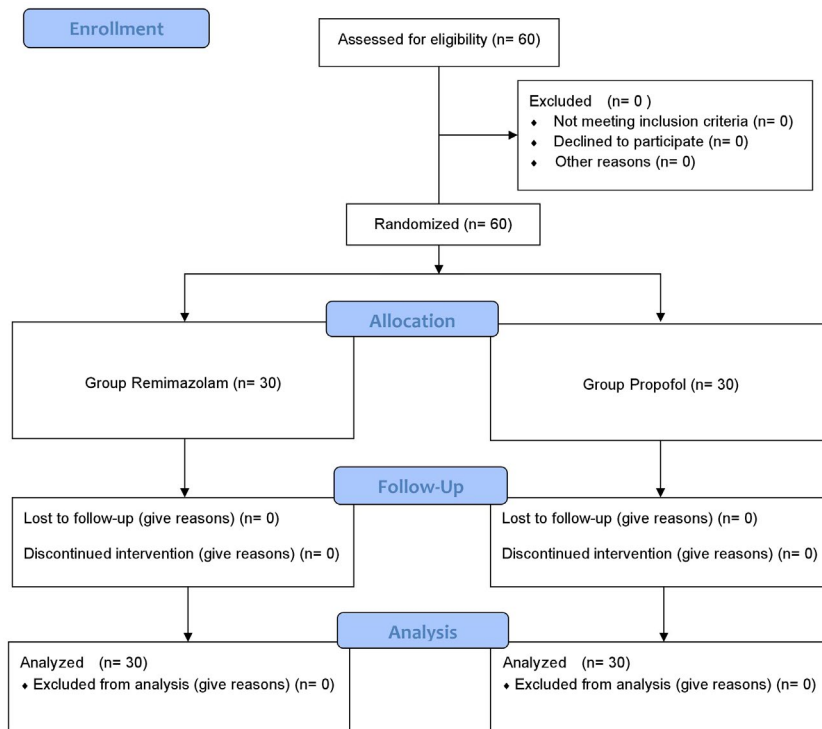 Enrollment
Assessed for eligibility (n= 60)
Excluded (n= 0 )
♦ Not meeting inclusion criteria (n= 0)
♦ Declined to participate (n= 0)
♦ Other reasons (n= 0)
Randomized (n= 60)
Allocation
Group Remimazolam (n= 30)
Group Propofol (n= 30)
Follow-Up
Lost to follow-up (give reasons) (n= 0)
Discontinued intervention (give reasons) (n= 0)
Lost to follow-up (give reasons) (n= 0)
Discontinued intervention (give reasons) (n= 0)
Analysis
Analyzed (n= 30)
♦ Excluded from analysis (give reasons) (n= 0)
Analyzed (n= 30)
♦ Excluded from analysis (give reasons) (n= 0)